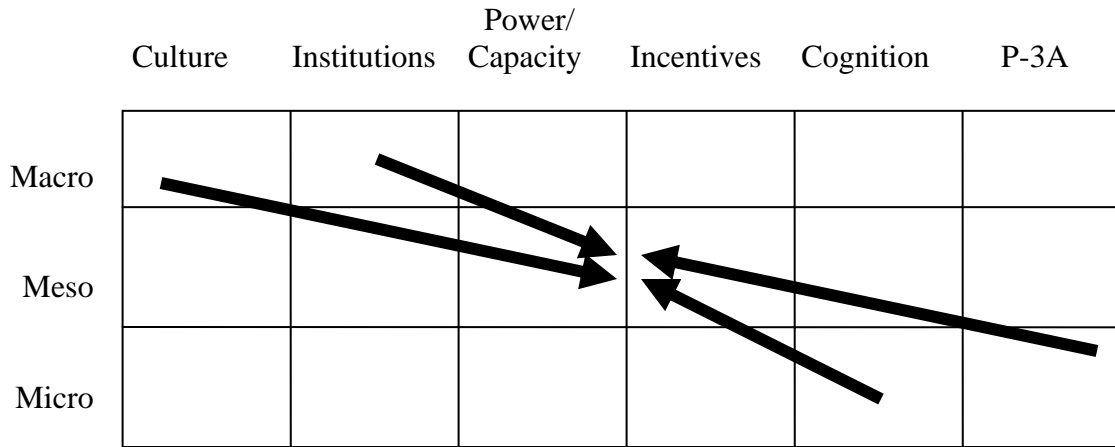 Power/
Culture Institutions Capacity Incentives Cognition P-3A
Macro
Meso
Micro